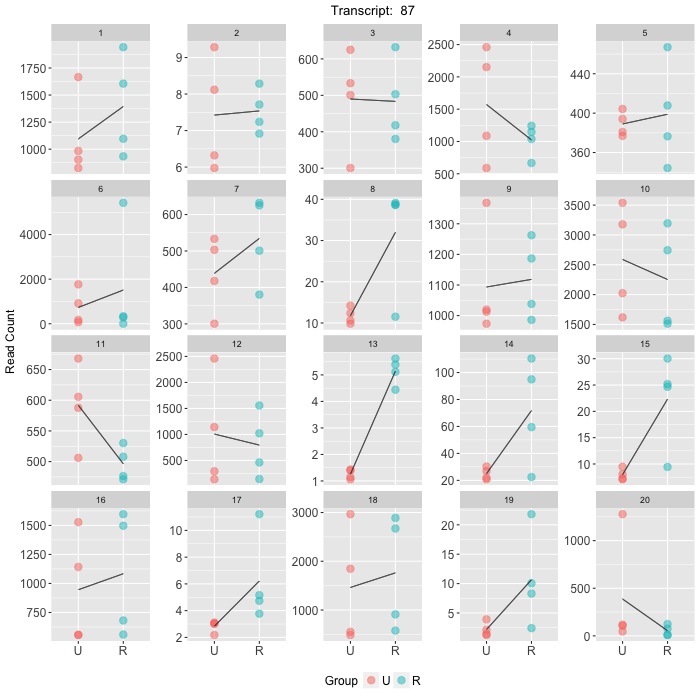 Transcript: 87
1 2 3 4 5
1750 1500 1250 1000
9 8 7 6
600 500 400 300
2500 2000 1500 1000 500
440 400 360
6 7 8 9 10
4000 2000 0
600 500 400 300
40 30 20 10
1300 1200 1100 1000
3500 3000 2500 2000 1500
Read Count
11 12 13 14 15
650 600 550 500
2500 2000 1500 1000 500
5 4 3 2 1
100 80 60 40 20
30 25 20 15 10
16 17 18 19 20
1500 1250 1000 750
10 8 6 4 2
3000 2000 1000
20 15 10 5
1000 500 0
U R U R U R U R U R
Group U R